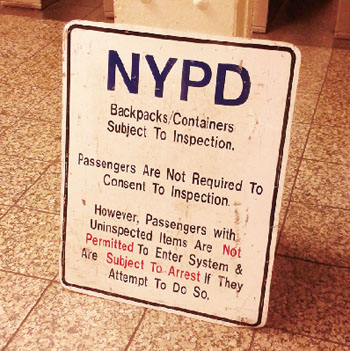 NYPD
Backpacks/Containers
Subject To Inspection.
Passengers Are Not Required To
Consent To Inspection.
However, Passengers with
Uninspected Items Are Not
Permitted To Enter System &
Are Subject To Arrest If They
Attempt To Do So.